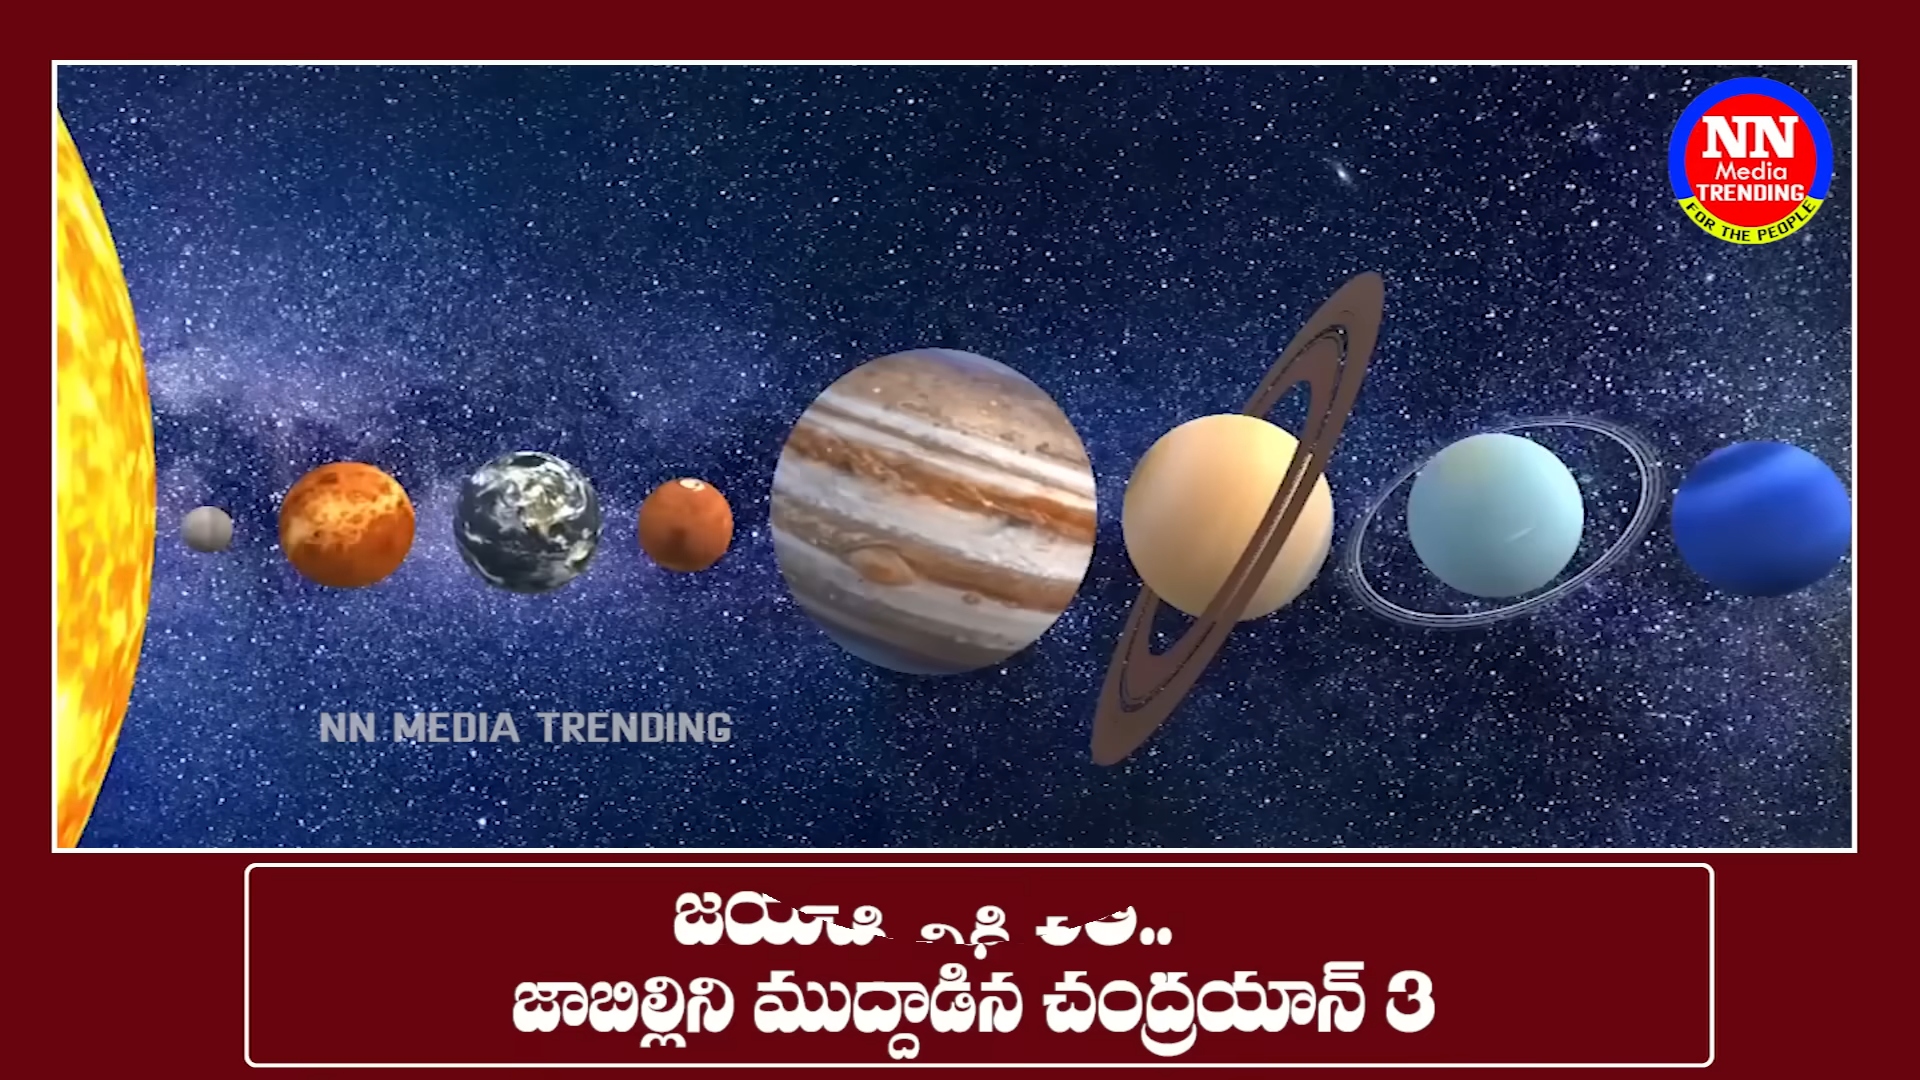 NN
Media
TRENDING
FOR THE PEOPLE
NN MEDIA TRENDING
జాబిల్లిని ముద్దాడిన చంద్రయాన్ 3